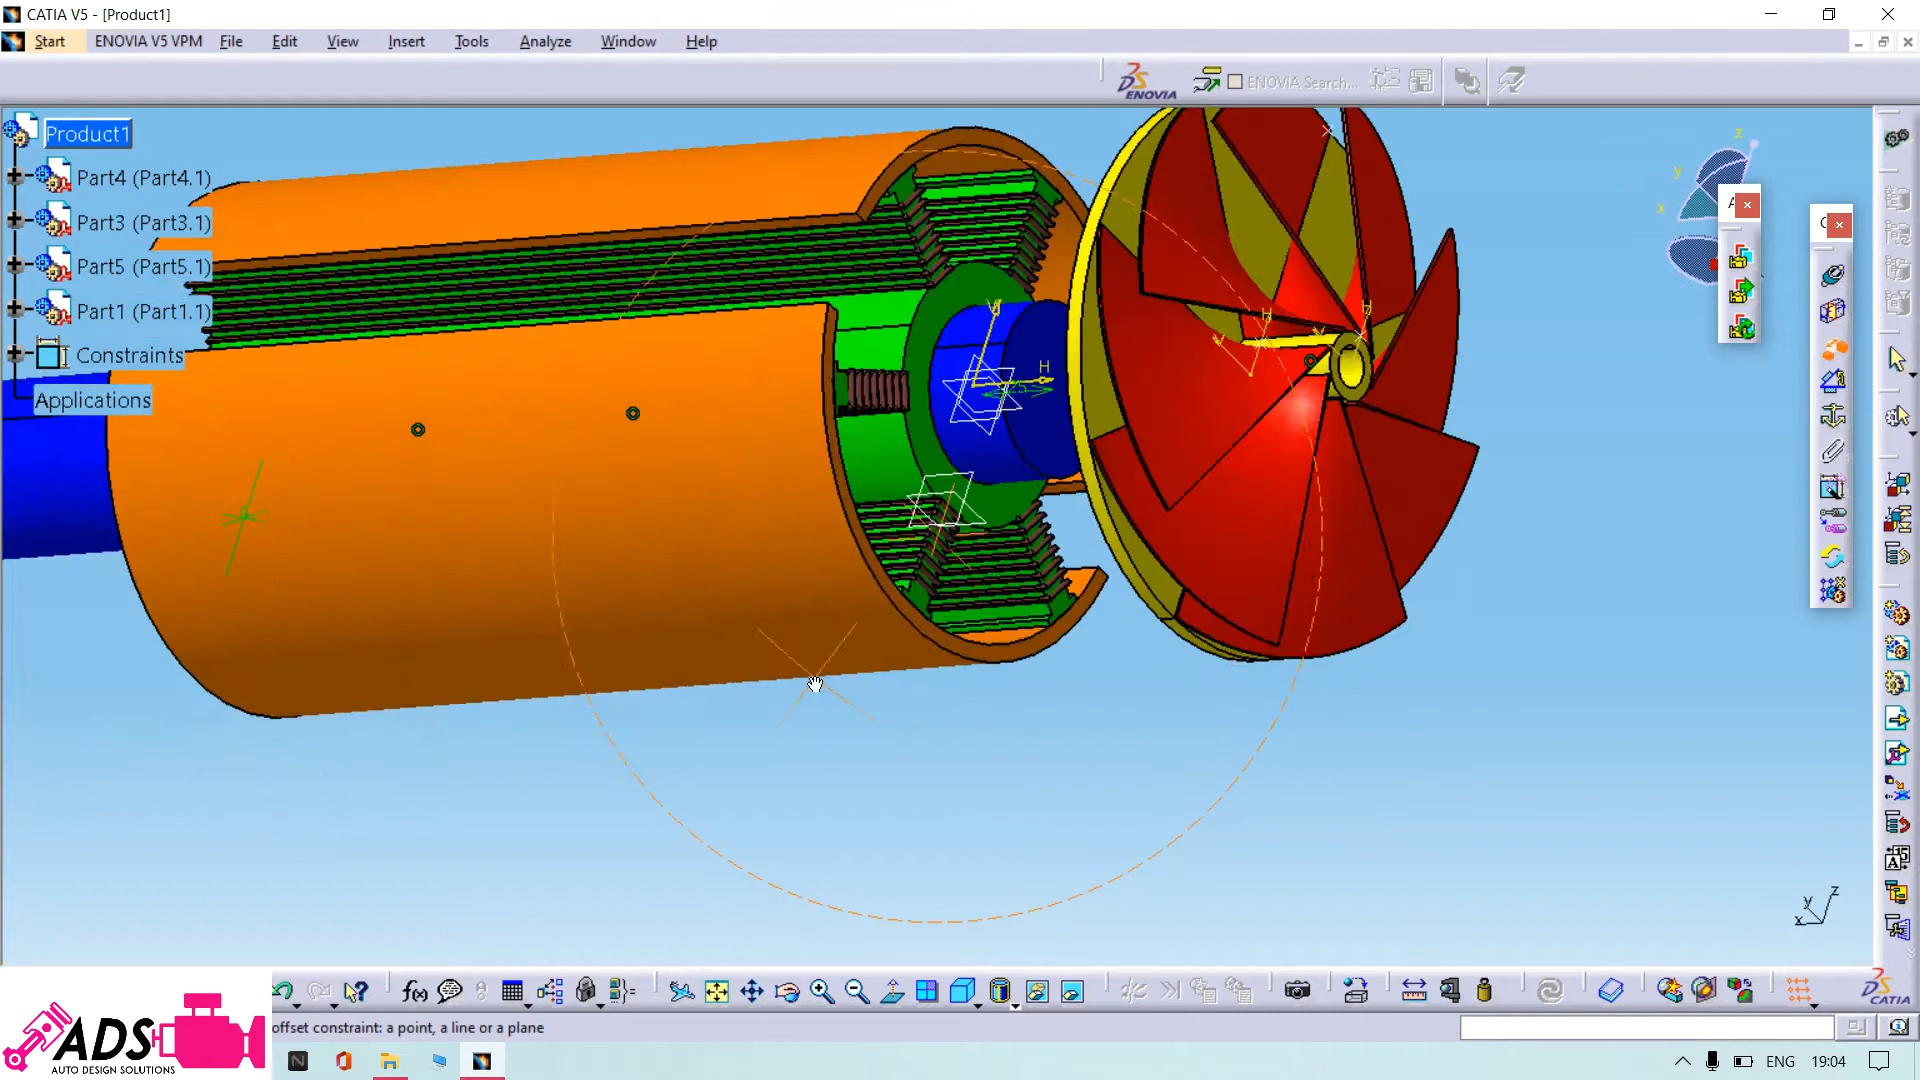 CATIA V5 - [Product1]
Start ENOVIA V5 VPM File Edit View Insert Tools Analyze Window Help
DS ENOVIA
ENOVIA Search...
Product1
Part4 (Part4.1)
Part3 (Part3.1)
Part5 (Part5.1)
Part1 (Part1.1)
Constraints
Applications
z
y
x
V
H
H
V
H
V
z
y
x
f(x)
DS CATIA
offset constraint: a point, a line or a plane
ADS
AUTO DESIGN SOLUTIONS
N
ENG 19:04